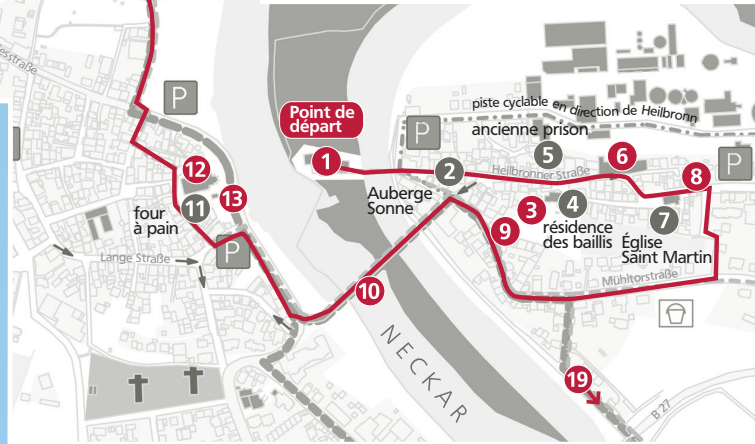 P
Point de
départ
P
piste cyclable en direction de Heilbronn
ancienne prison
1
2
5
6
Heilbronner Straße
P
8
12
Auberge
Sonne
3
4
13
11
four
à pain
9
résidence
des baillis
7
Église
Saint Martin
P
Lange Straße
Mühltorstraße
10
NECKAR
19
B 27